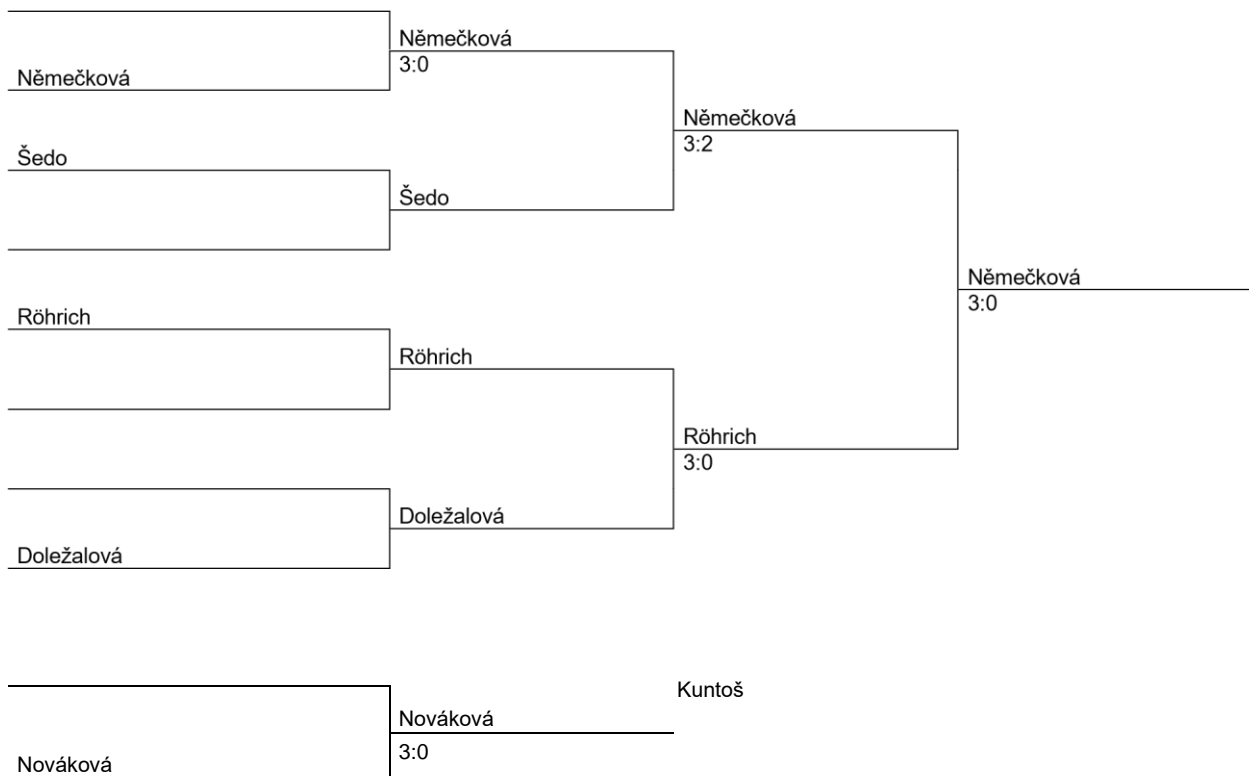 Němečková
Němečková
3:0
Šedo
Šedo
Němečková
3:2
Röhrich
Röhrich
Doležalová
Doležalová
Röhrich
3:0
Němečková
3:0
Nováková
Nováková
3:0
Kuntoš